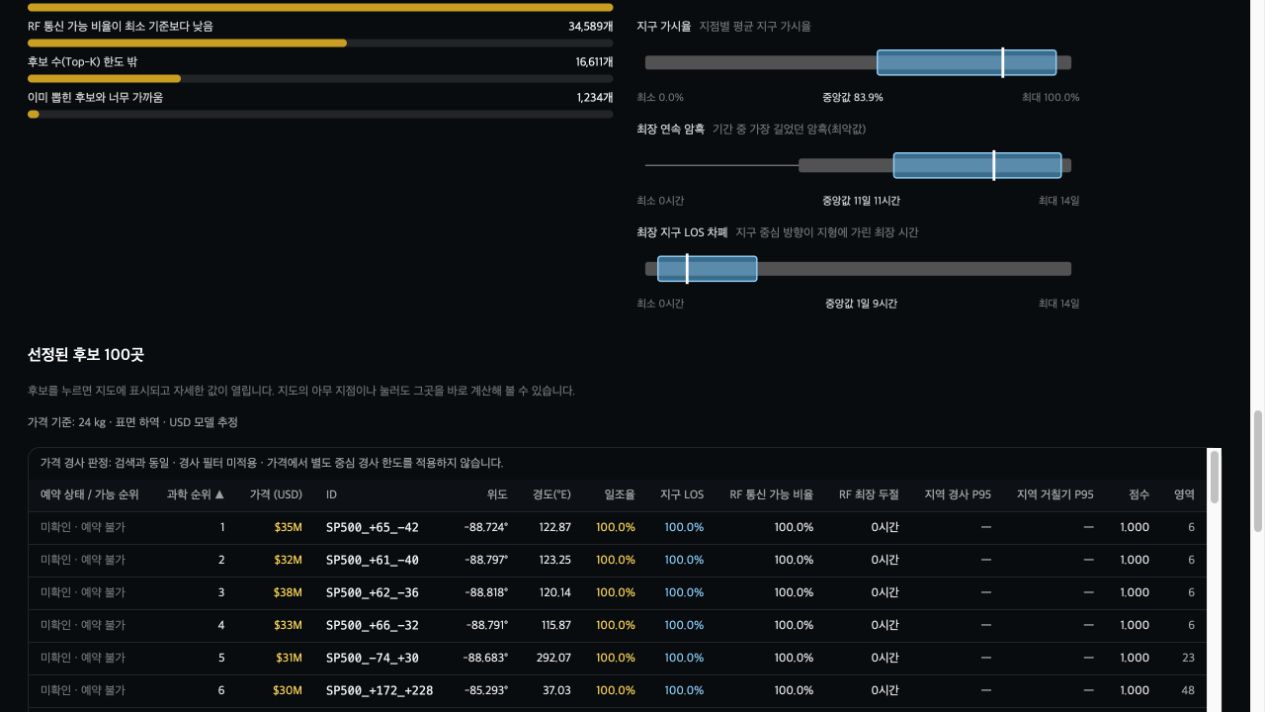 RF 통신 가능 비율이 최소 기준보다 낮음 34,589개
후보 수(Top-K) 한도 밖 16,611개
이미 뽑힌 후보와 너무 가까움 1,234개
지구 가시율 지점별 평균 지구 가시율
최소 0.0% 중앙값 83.9% 최대 100.0%
최장 연속 암흑 기간 중 가장 길었던 암흑(최악값)
최소 0시간 중앙값 11일 11시간 최대 14일
최장 지구 LOS 차폐 지구 중심 방향이 지형에 가린 최장 시간
최소 0시간 중앙값 1일 9시간 최대 14일
선정된 후보 100곳
후보를 누르면 지도에 표시되고 자세한 값이 열립니다. 지도의 아무 지점이나 눌러도 그곳을 바로 계산해 볼 수 있습니다.
가격 기준: 24 kg · 표면 하역 · USD 모델 추정
가격 경사 판정: 검색과 동일 · 경사 필터 미적용 · 가격에서 별도 중심 경사 한도를 적용하지 않습니다.
예약 상태 / 가능 순위 과학 순위 ▲ 가격 (USD) ID 위도 경도(°E) 일조율 지구 LOS RF 통신 가능 비율 RF 최장 두절 지역 경사 P95 지역 거칠기 P95 점수 영역
미확인 · 예약 불가 1 $35M SP500_+65_−42 −88.724° 122.87 100.0% 100.0% 100.0% 0시간 — — 1.000 6
미확인 · 예약 불가 2 $32M SP500_+61_−40 −88.797° 123.25 100.0% 100.0% 100.0% 0시간 — — 1.000 6
미확인 · 예약 불가 3 $38M SP500_+62_−36 −88.818° 120.14 100.0% 100.0% 100.0% 0시간 — — 1.000 6
미확인 · 예약 불가 4 $33M SP500_+66_−32 −88.791° 115.87 100.0% 100.0% 100.0% 0시간 — — 1.000 6
미확인 · 예약 불가 5 $31M SP500_−74_+30 −88.683° 292.07 100.0% 100.0% 100.0% 0시간 — — 1.000 23
미확인 · 예약 불가 6 $30M SP500_+172_+228 −85.293° 37.03 100.0% 100.0% 100.0% 0시간 — — 1.000 48